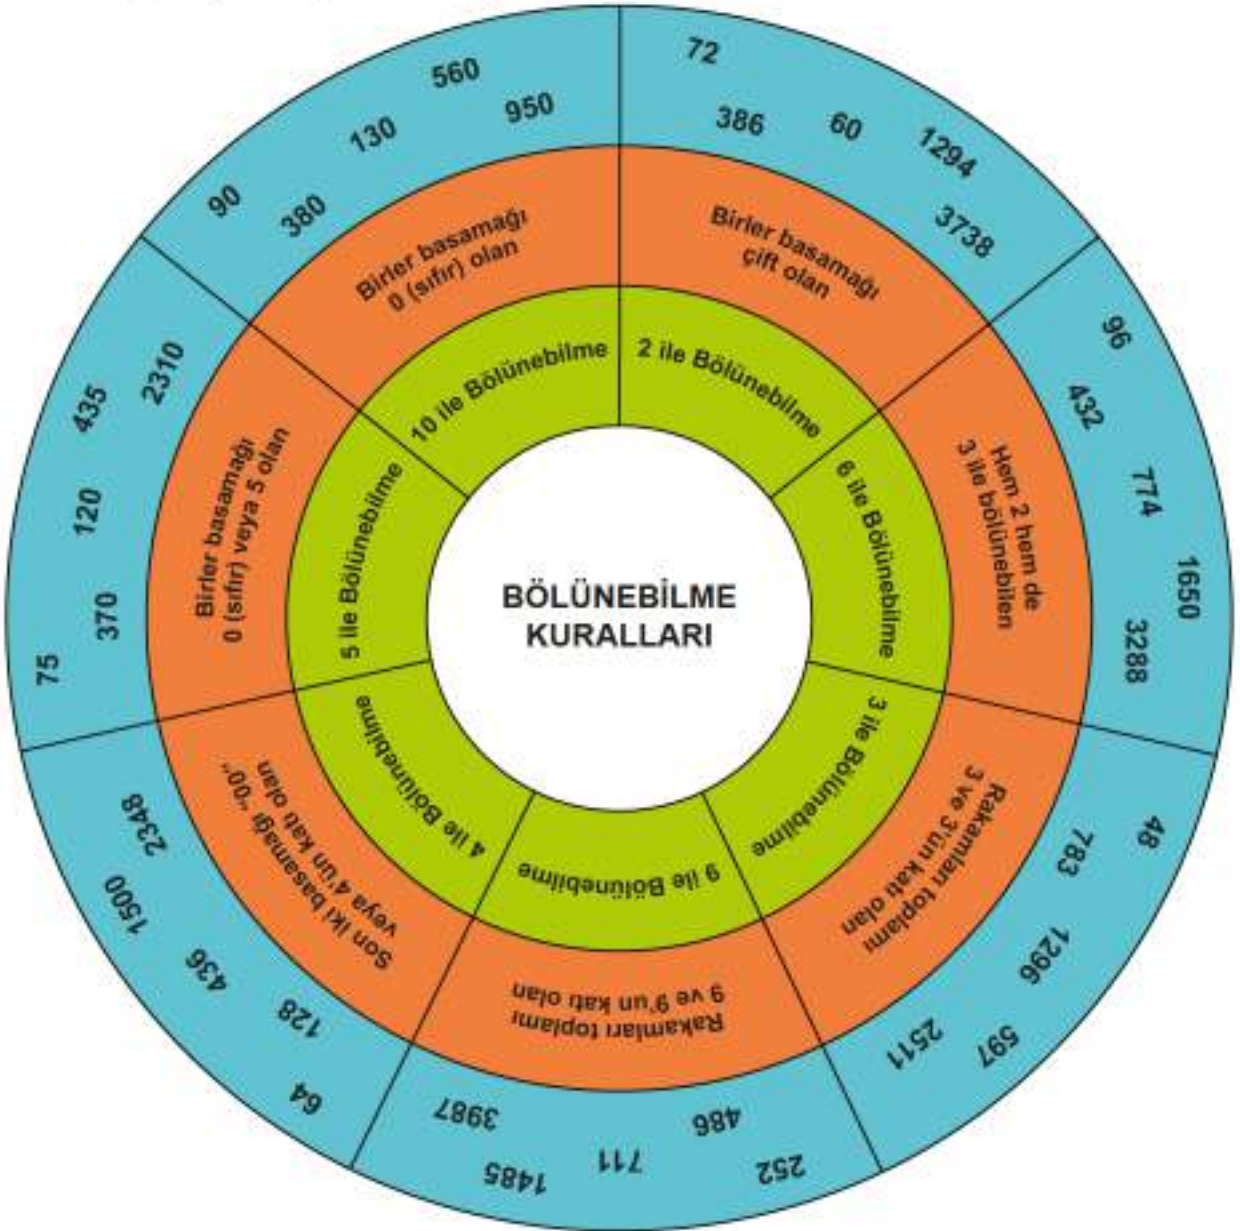 BÖLÜNEBİLME
KURALLARI
2 ile Bölünebilme
Birler basamağı
çift olan
72
386
60
1294
3738
6 ile Bölünebilme
Hem 2 hem de
3 ile bölünebilen
96
432
774
1650
3288
3 ile Bölünebilme
Rakamları toplamı
3 ve 3'ün katı olan
48
783
1296
597
2511
9 ile Bölünebilme
Rakamları toplamı
9 ve 9'un katı olan
252
486
711
1485
3987
4 ile Bölünebilme
Son iki basamağı "00"
veya 4'ün katı olan
64
128
436
1500
2348
5 ile Bölünebilme
Birler basamağı
0 (sıfır) veya 5 olan
75
370
120
435
2310
10 ile Bölünebilme
Birler basamağı
0 (sıfır) olan
90
380
130
560
950